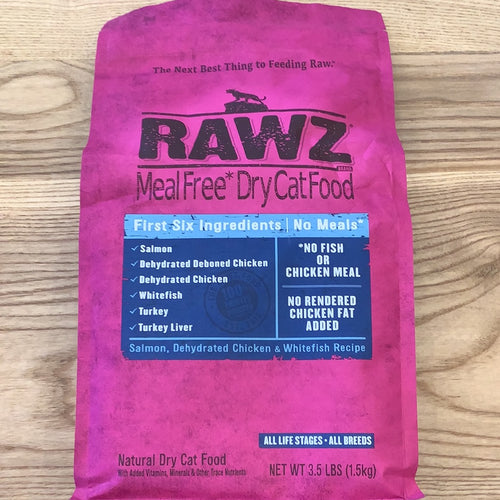 The Next Best Thing to Feeding Raw.™
RAWZ
Meal Free* Dry Cat Food
First Six Ingredients | No Meals*
✓ Salmon
✓ Dehydrated Deboned Chicken
✓ Dehydrated Chicken
✓ Whitefish
✓ Turkey
✓ Turkey Liver
*NO FISH
OR
CHICKEN MEAL
NO RENDERED
CHICKEN FAT
ADDED
Salmon, Dehydrated Chicken & Whitefish Recipe
ALL LIFE STAGES • ALL BREEDS
Natural Dry Cat Food
With Added Vitamins, Minerals & Other Trace Nutrients
NET WT 3.5 LBS (1.5kg)